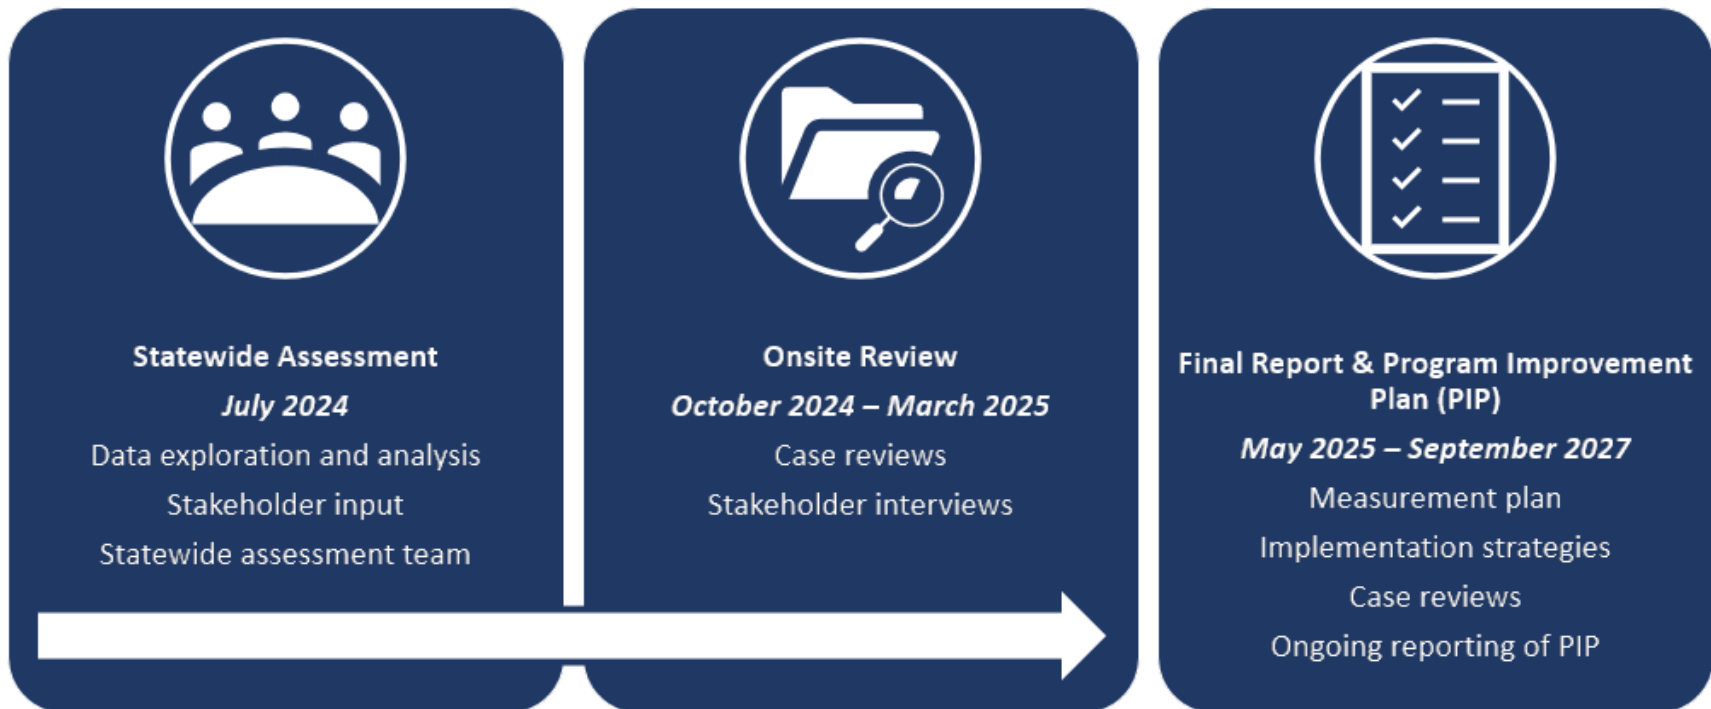 Statewide Assessment
July 2024
Data exploration and analysis
Stakeholder input
Statewide assessment team
Onsite Review
October 2024 – March 2025
Case reviews
Stakeholder interviews
Final Report & Program Improvement
Plan (PIP)
May 2025 – September 2027
Measurement plan
Implementation strategies
Case reviews
Ongoing reporting of PIP